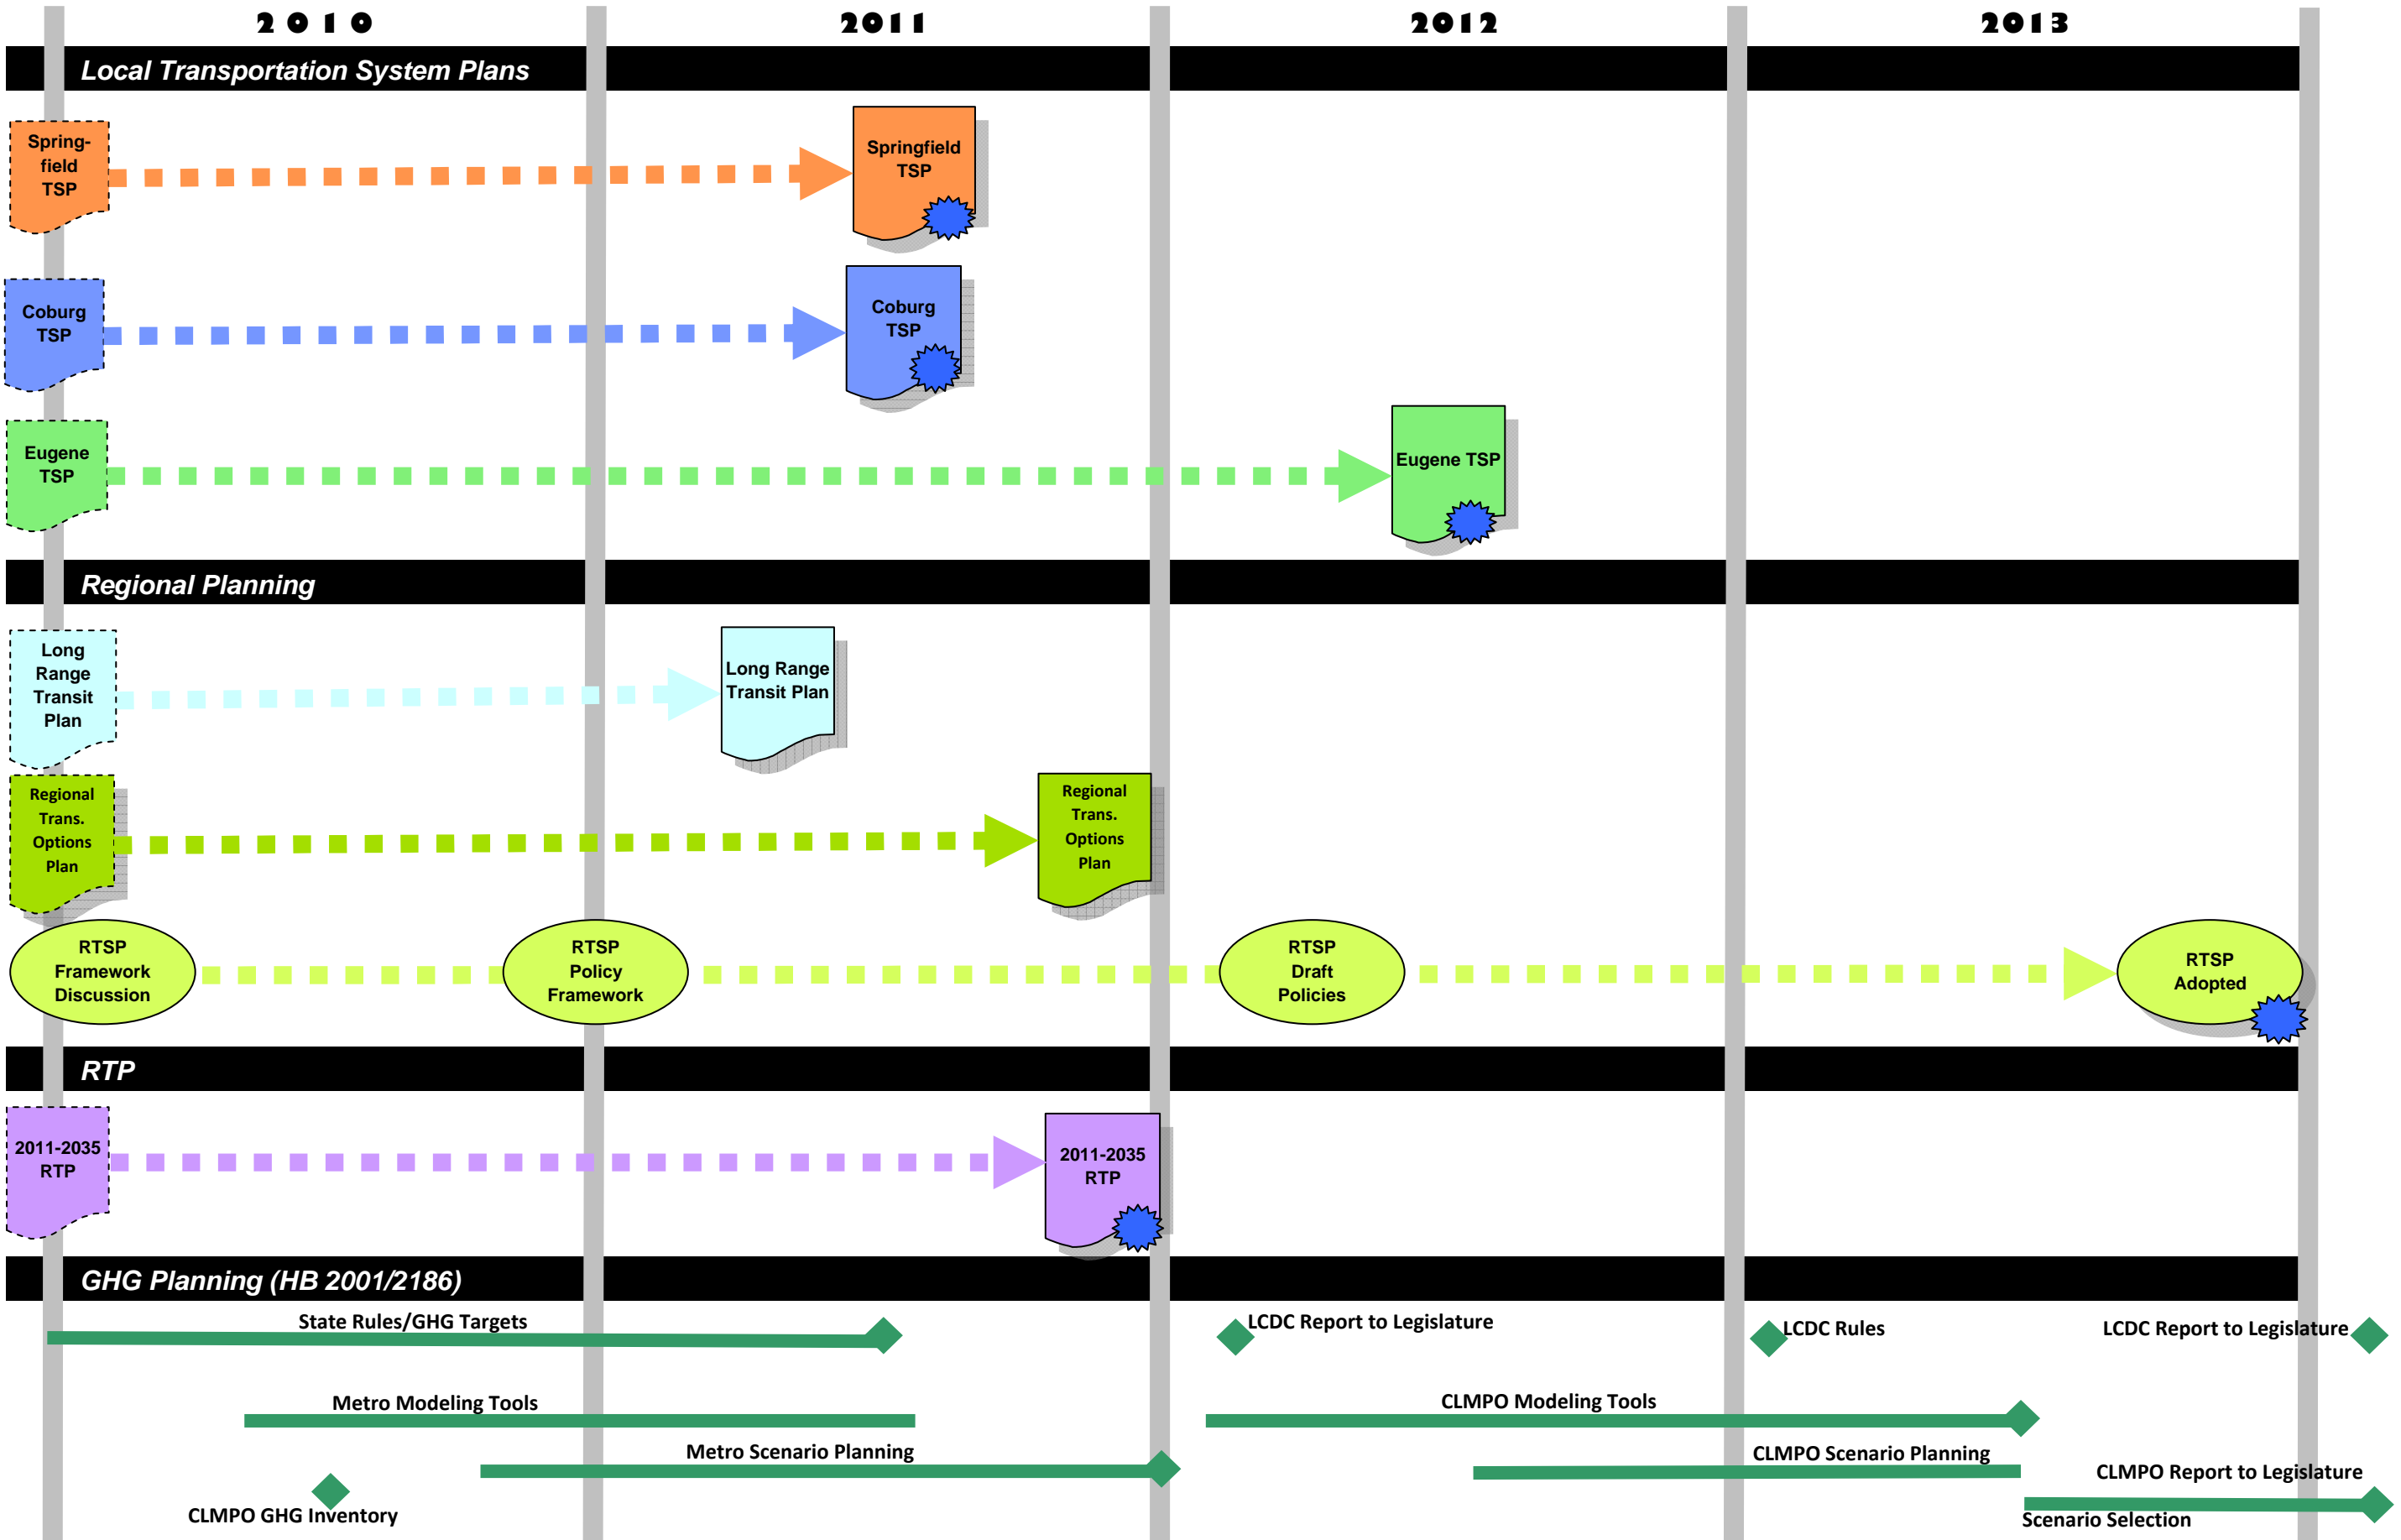 2010
2011
2012
2013
Local Transportation System Plans
Spring-
field
TSP
Springfield
TSP
Coburg
TSP
Coburg
TSP
Eugene
TSP
Eugene TSP
Regional Planning
Long
Range
Transit
Plan
Long Range
Transit Plan
Regional
Trans.
Options
Plan
Regional
Trans.
Options
Plan
RTSP
Framework
Discussion
RTSP
Policy
Framework
RTSP
Draft
Policies
RTSP
Adopted
RTP
2011-2035
RTP
2011-2035
RTP
GHG Planning (HB 2001/2186)
State Rules/GHG Targets
LCDC Report to Legislature
LCDC Rules
LCDC Report to Legislature
Metro Modeling Tools
CLMPO Modeling Tools
Metro Scenario Planning
CLMPO Scenario Planning
CLMPO Report to Legislature
CLMPO GHG Inventory
Scenario Selection